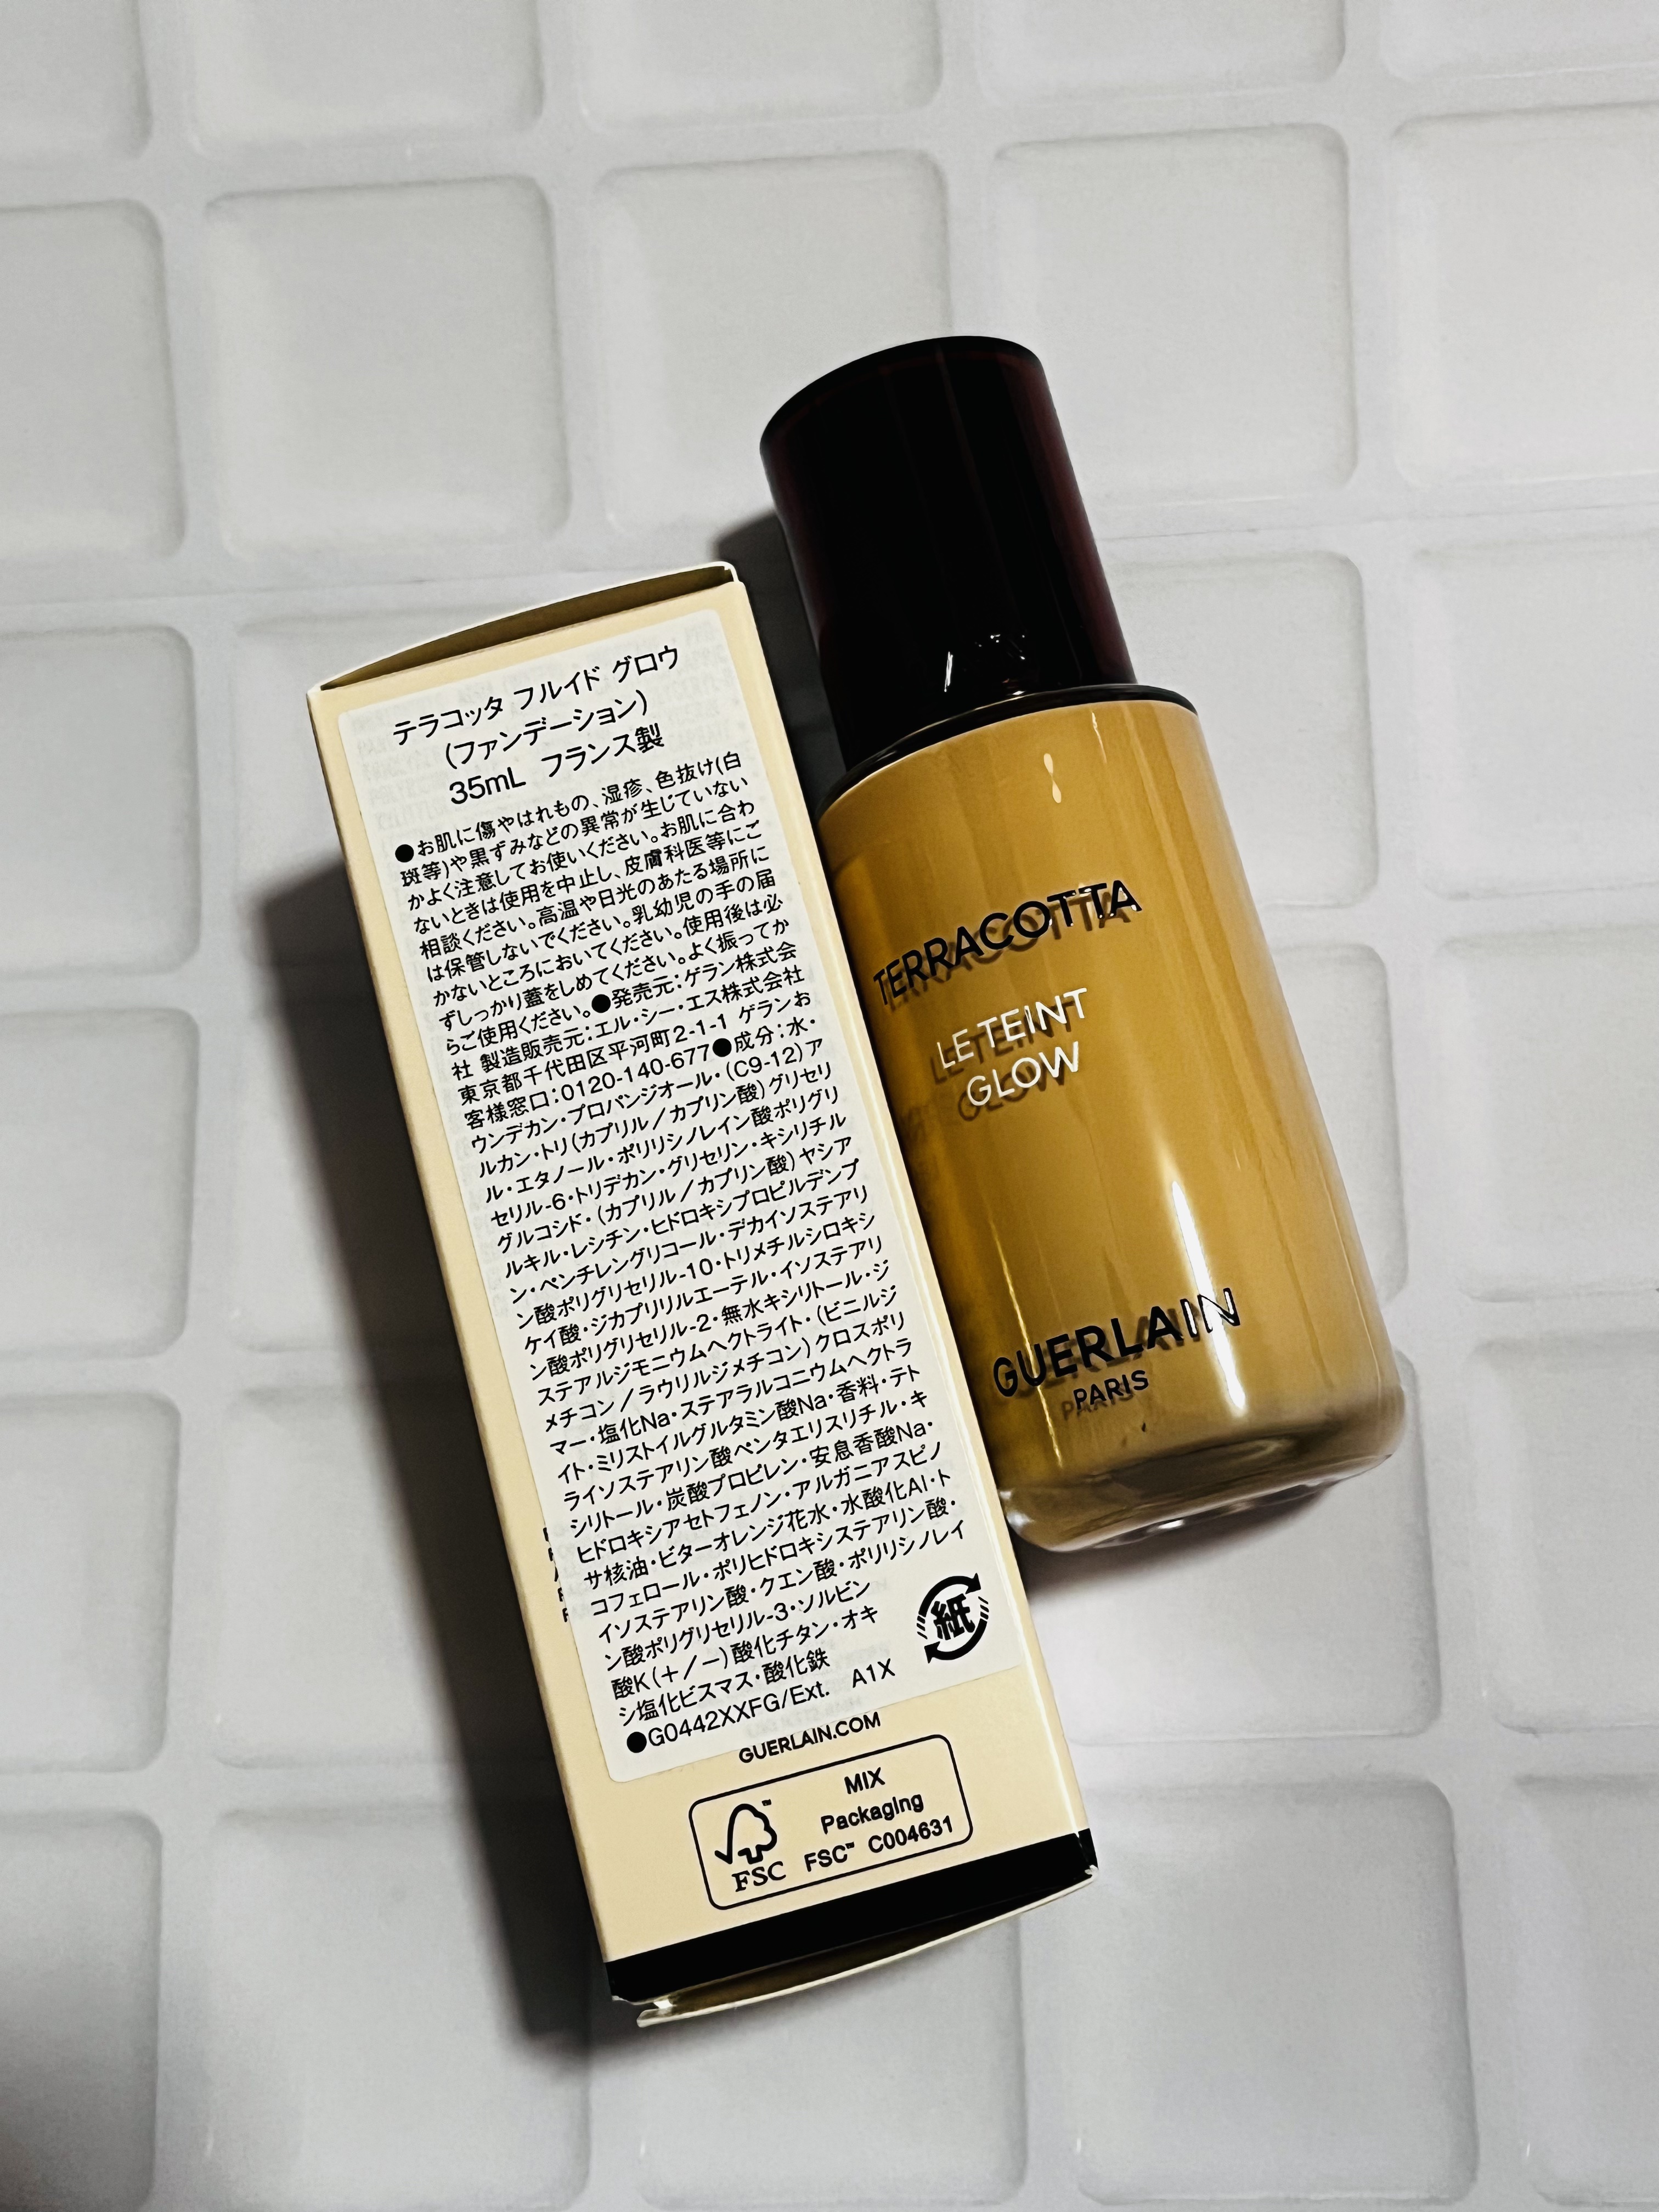 テラコッタ フルイド グロウ
(ファンデーション)
35mL フランス製
●お肌に傷やはれもの、湿疹、色抜け(白
斑等)や黒ずみなどの異常が生じていない
かよく注意してお使いください。お肌に合わ
ないときは使用を中止し、皮膚科医等にご
相談ください。高温や日光のあたる場所に
は保管しないでください。乳幼児の手の届
かないところにおいてください。使用後は必
ずしっかり蓋をしめてください。よく振ってか
らご使用ください。●発売元:ゲラン株式会
社 製造販売元:エル・シー・エス株式会社
東京都千代田区平河町2-1-1 ゲランお
客様窓口:0120-140-677●成分:水・
ウンデカン・プロパンジオール・(C9-12)ア
ルカン・トリ(カプリル/カプリン酸)グリセリ
ル・エタノール・ポリリシノレイン酸ポリグリ
セリル-6・トリデカン・グリセリン・キシリチル
グルコシド・(カプリル/カプリン酸)ヤシア
ルキル・レシチン・ヒドロキシプロピルデンプ
ン・ペンチレングリコール・デカイソステアリ
ン酸ポリグリセリル-10・トリメチルシロキシ
ケイ酸・ジカプリリルエーテル・イソステアリ
ン酸ポリグリセリル-2・無水キシリトール・ジ
ステアルジモニウムヘクトライト・(ビニルジ
メチコン/ラウリルジメチコン)クロスポリ
マー・塩化Na・ステアラルコニウムヘクトラ
イト・ミリストイルグルタミン酸Na・香料・テト
ライソステアリン酸ペンタエリスリチル・キ
シリトール・炭酸プロピレン・安息香酸Na・
ヒドロキシアセトフェノン・アルガニアスピノ
サ核油・ビターオレンジ花水・水酸化Al・ト
コフェロール・ポリヒドロキシステアリン酸・
イソステアリン酸・クエン酸・ポリリシノレイ
ン酸ポリグリセリル-3・ソルビン
酸K(+/−)酸化チタン・オキ
シ塩化ビスマス・酸化鉄
●G0442XXFG/Ext. A1X
紙
GUERLAIN.COM
FSC™
MIX
Packaging
FSC™ C004631
TERRACOTTA
LE TEINT
GLOW
GUERLAIN
PARIS